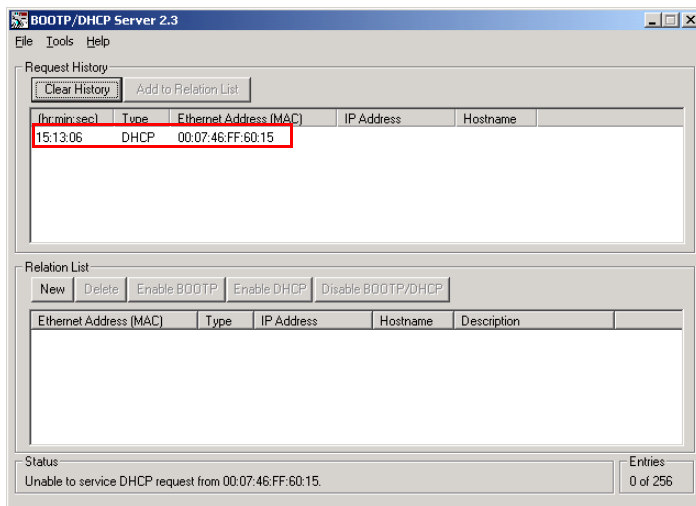 BOOTP/DHCP Server 2.3
File Tools Help
Request History
Clear History Add to Relation List
(hr:min:sec) Type Ethernet Address (MAC) IP Address Hostname
15:13:06 DHCP 00:07:46:FF:60:15
Relation List
New Delete Enable BOOTP Enable DHCP Disable BOOTP/DHCP
Ethernet Address (MAC) Type IP Address Hostname Description
Status
Unable to service DHCP request from 00:07:46:FF:60:15.
Entries
0 of 256